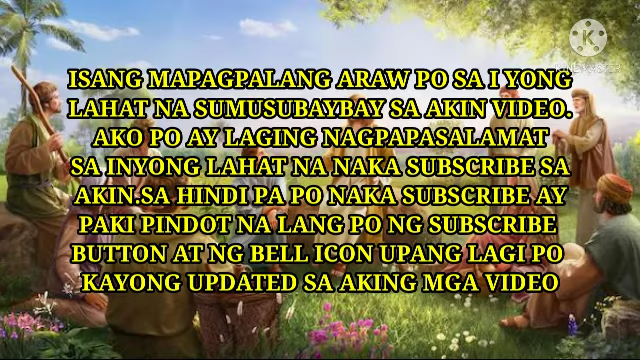 ISANG MAPAGPALANG ARAW PO SA I YONG
LAHAT NA SUMUSUBAYBAY SA AKIN VIDEO.
AKO PO AY LAGING NAGPAPASALAMAT
SA INYONG LAHAT NA NAKA SUBSCRIBE SA
AKIN.SA HINDI PA PO NAKA SUBSCRIBE AY
PAKI PINDOT NA LANG PO NG SUBSCRIBE
BUTTON AT NG BELL ICON UPANG LAGI PO
KAYONG UPDATED SA AKING MGA VIDEO